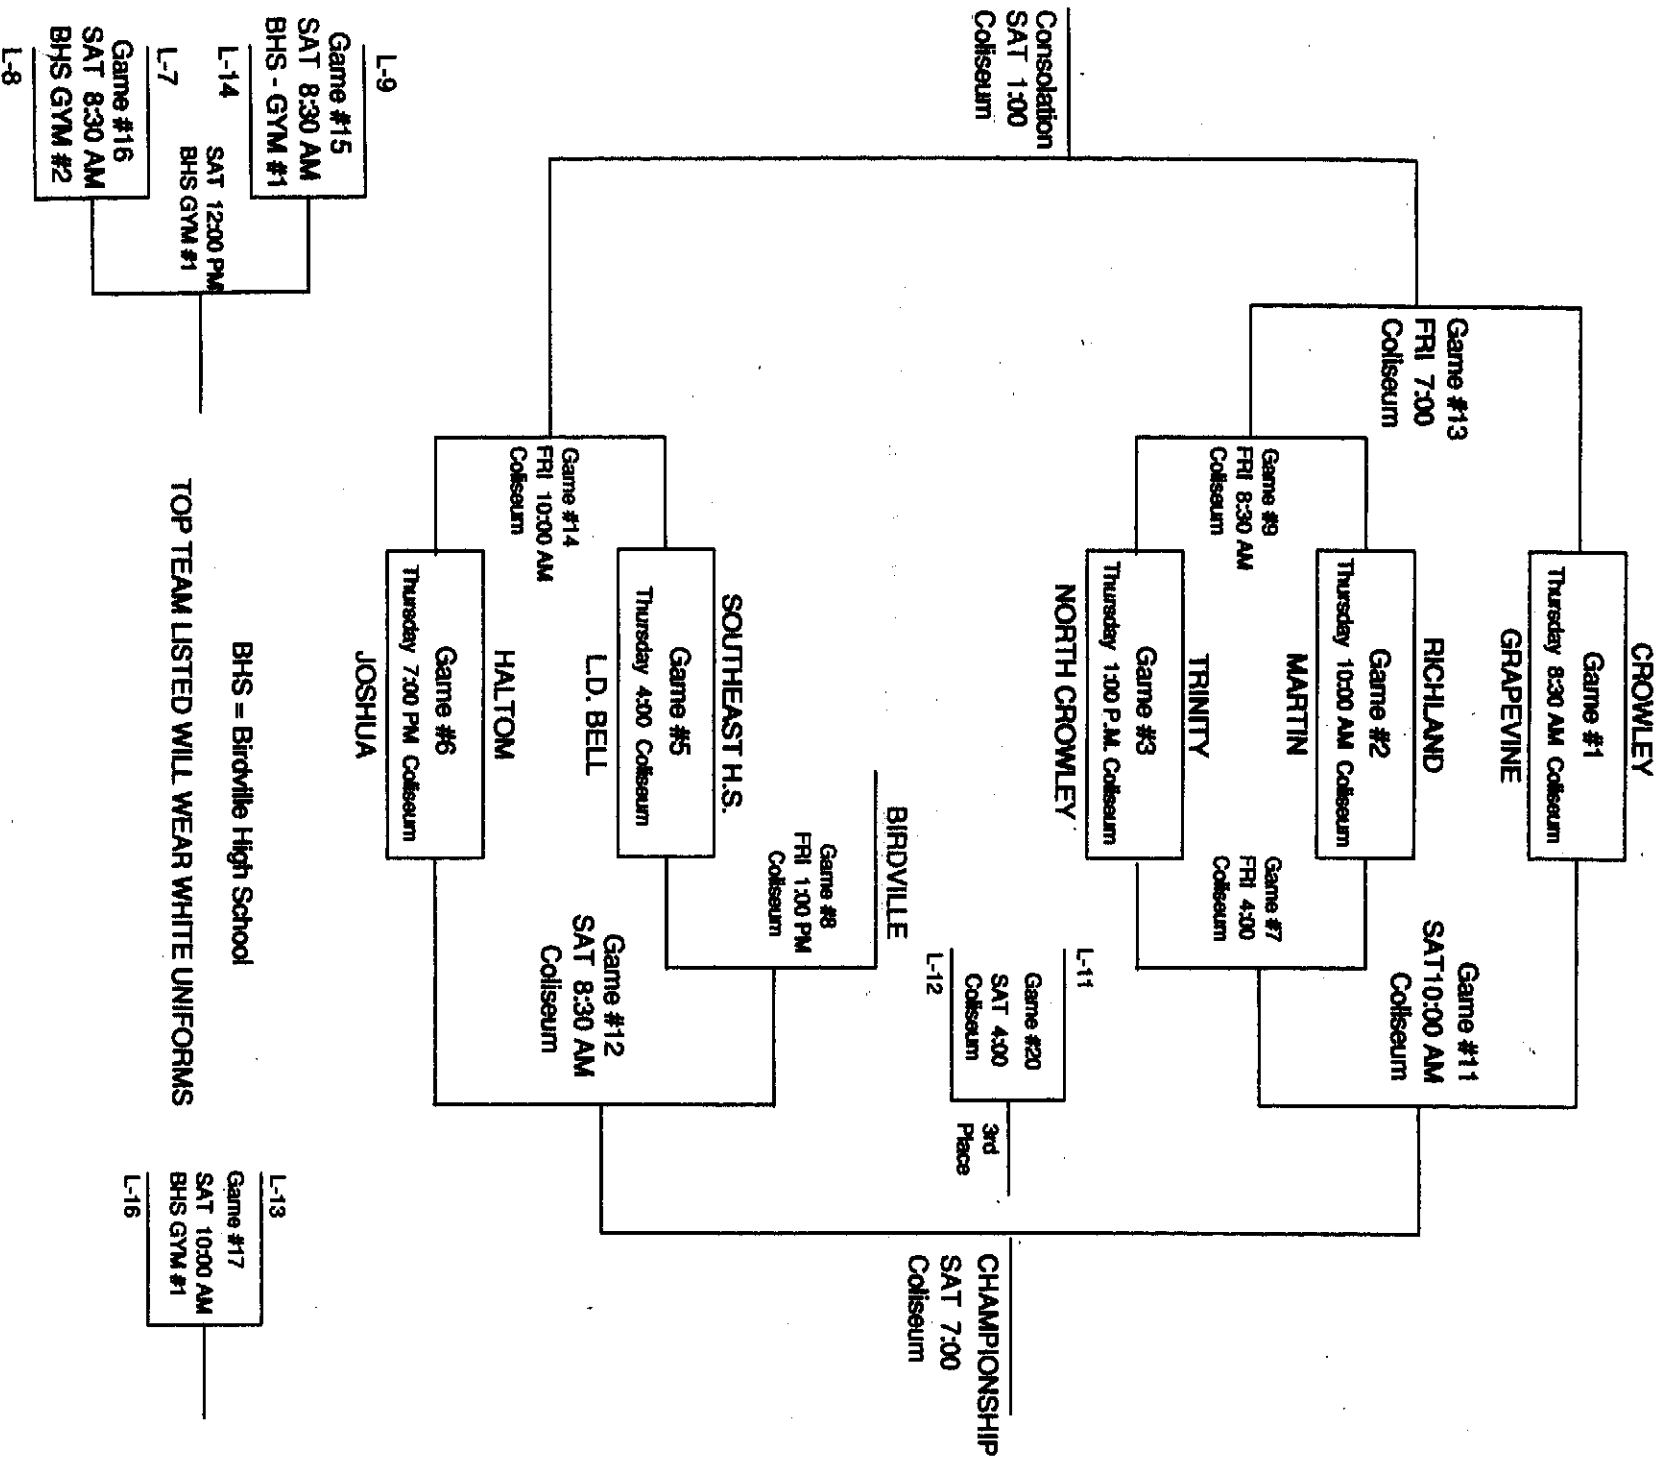 CROWLEY
Game #1
Thursday 8:30 AM Coliseum
GRAPEVINE
Game #13
FRI 7:00
Coliseum
Game #11
SAT10:00 AM
Coliseum
RICHLAND
Game #2
Thursday 10:00 AM Coliseum
MARTIN
Game #9
FRI 8:30 AM
Coliseum
Game #7
FRI 4:00
Coliseum
TRINITY
Game #3
Thursday 1:00 P.M. Coliseum
NORTH CROWLEY
Consolation
SAT 1:00
Coliseum
L-11
Game #20
SAT 4:00
Coliseum
L-12
3rd
Place
CHAMPIONSHIP
SAT 7:00
Coliseum
BIRDVILLE
Game #8
FRI 1:00 PM
Coliseum
SOUTHEAST H.S.
Game #5
Thursday 4:00 Coliseum
L.D. BELL
Game #14
FRI 10:00 AM
Coliseum
Game #12
SAT 8:30 AM
Coliseum
HALTOM
Game #6
Thursday 7:00 PM Coliseum
JOSHUA
L-9
Game #15
SAT 8:30 AM
BHS - GYM #1
L-14
SAT 12:00 PM
BHS GYM #1
L-7
Game #16
SAT 8:30 AM
BHS GYM #2
L-8
BHS = Birdville High School
TOP TEAM LISTED WILL WEAR WHITE UNIFORMS
L-13
Game #17
SAT 10:00 AM
BHS GYM #1
L-16